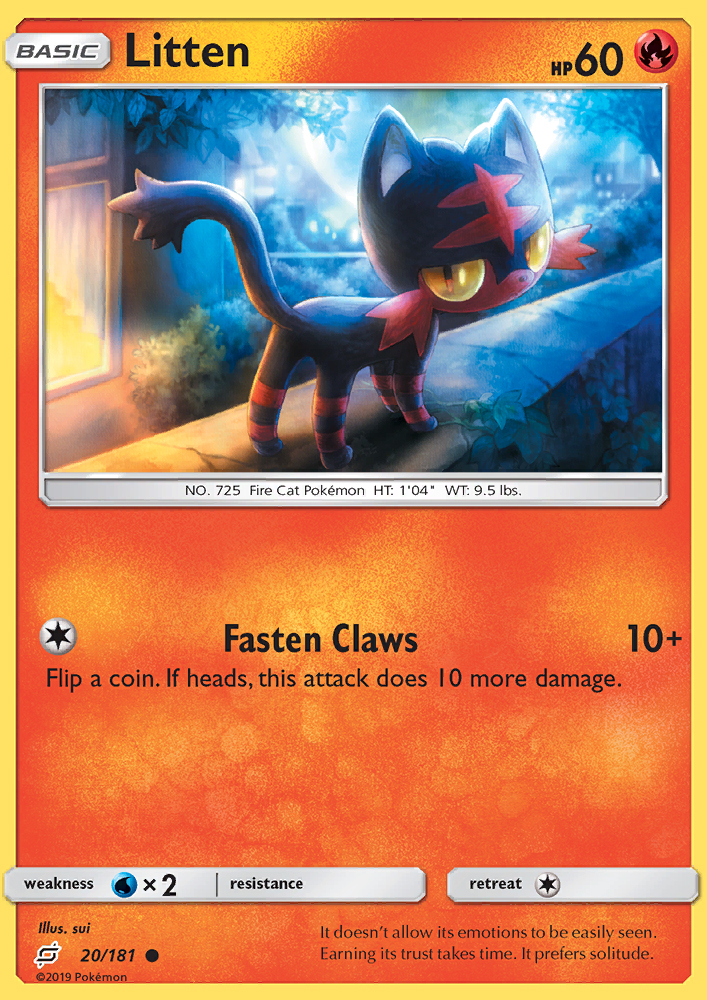 BASIC Litten HP 60
NO. 725 Fire Cat Pokémon HT: 1'04" WT: 9.5 lbs.
Fasten Claws 10+
Flip a coin. If heads, this attack does 10 more damage.
weakness ×2 resistance retreat
Illus. sui
20/181
©2019 Pokémon
It doesn't allow its emotions to be easily seen.
Earning its trust takes time. It prefers solitude.